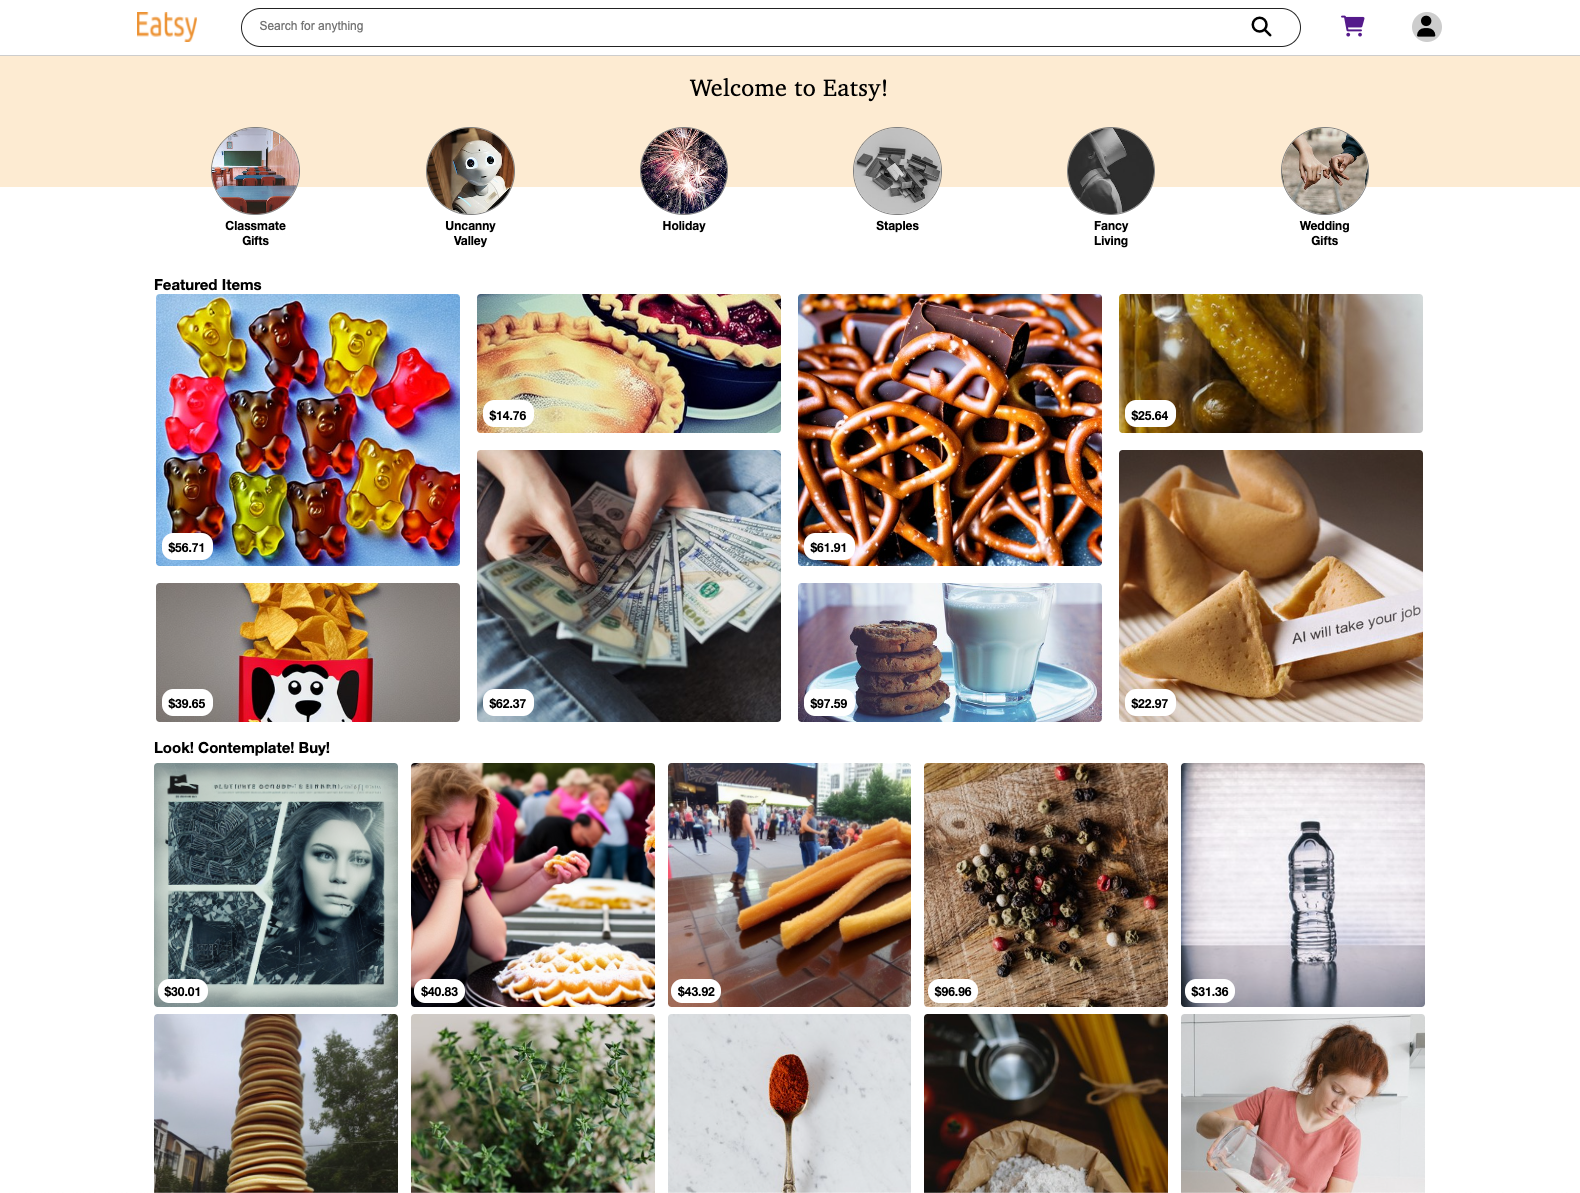 Eatsy
Search for anything
Welcome to Eatsy!
Classmate
Gifts
Uncanny
Valley
Holiday
Staples
Fancy
Living
Wedding
Gifts
Featured Items
$56.71
$14.76
$61.91
$25.64
$39.65
$62.37
$97.59
AI will take your job
$22.97
Look! Contemplate! Buy!
$30.01
$40.83
$43.92
$96.96
$31.36